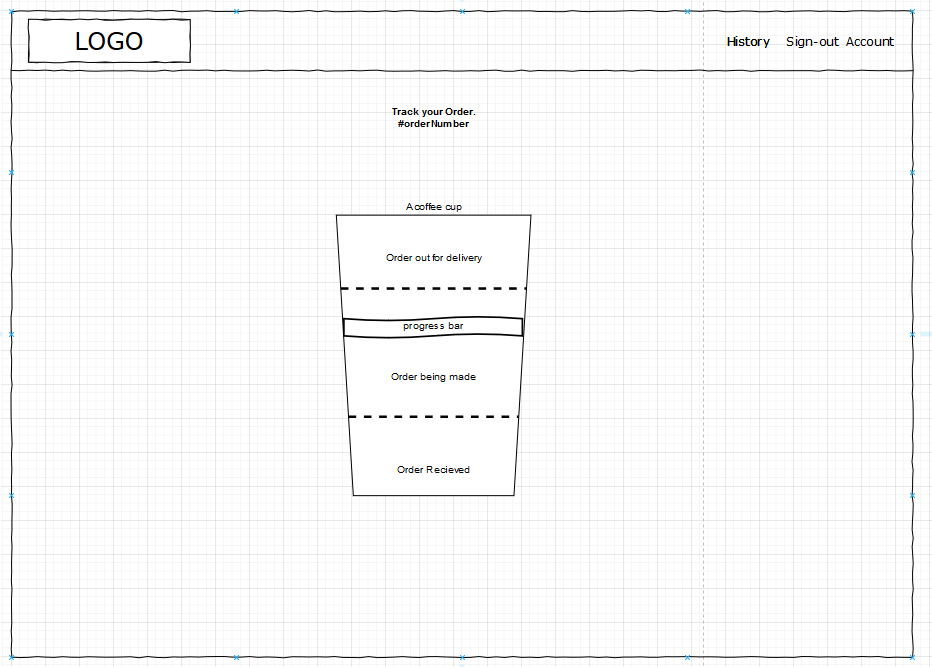 LOGO
History Sign-out Account
Track your Order.
#orderNumber
A coffee cup
Order out for delivery
progress bar
Order being made
Order Recieved